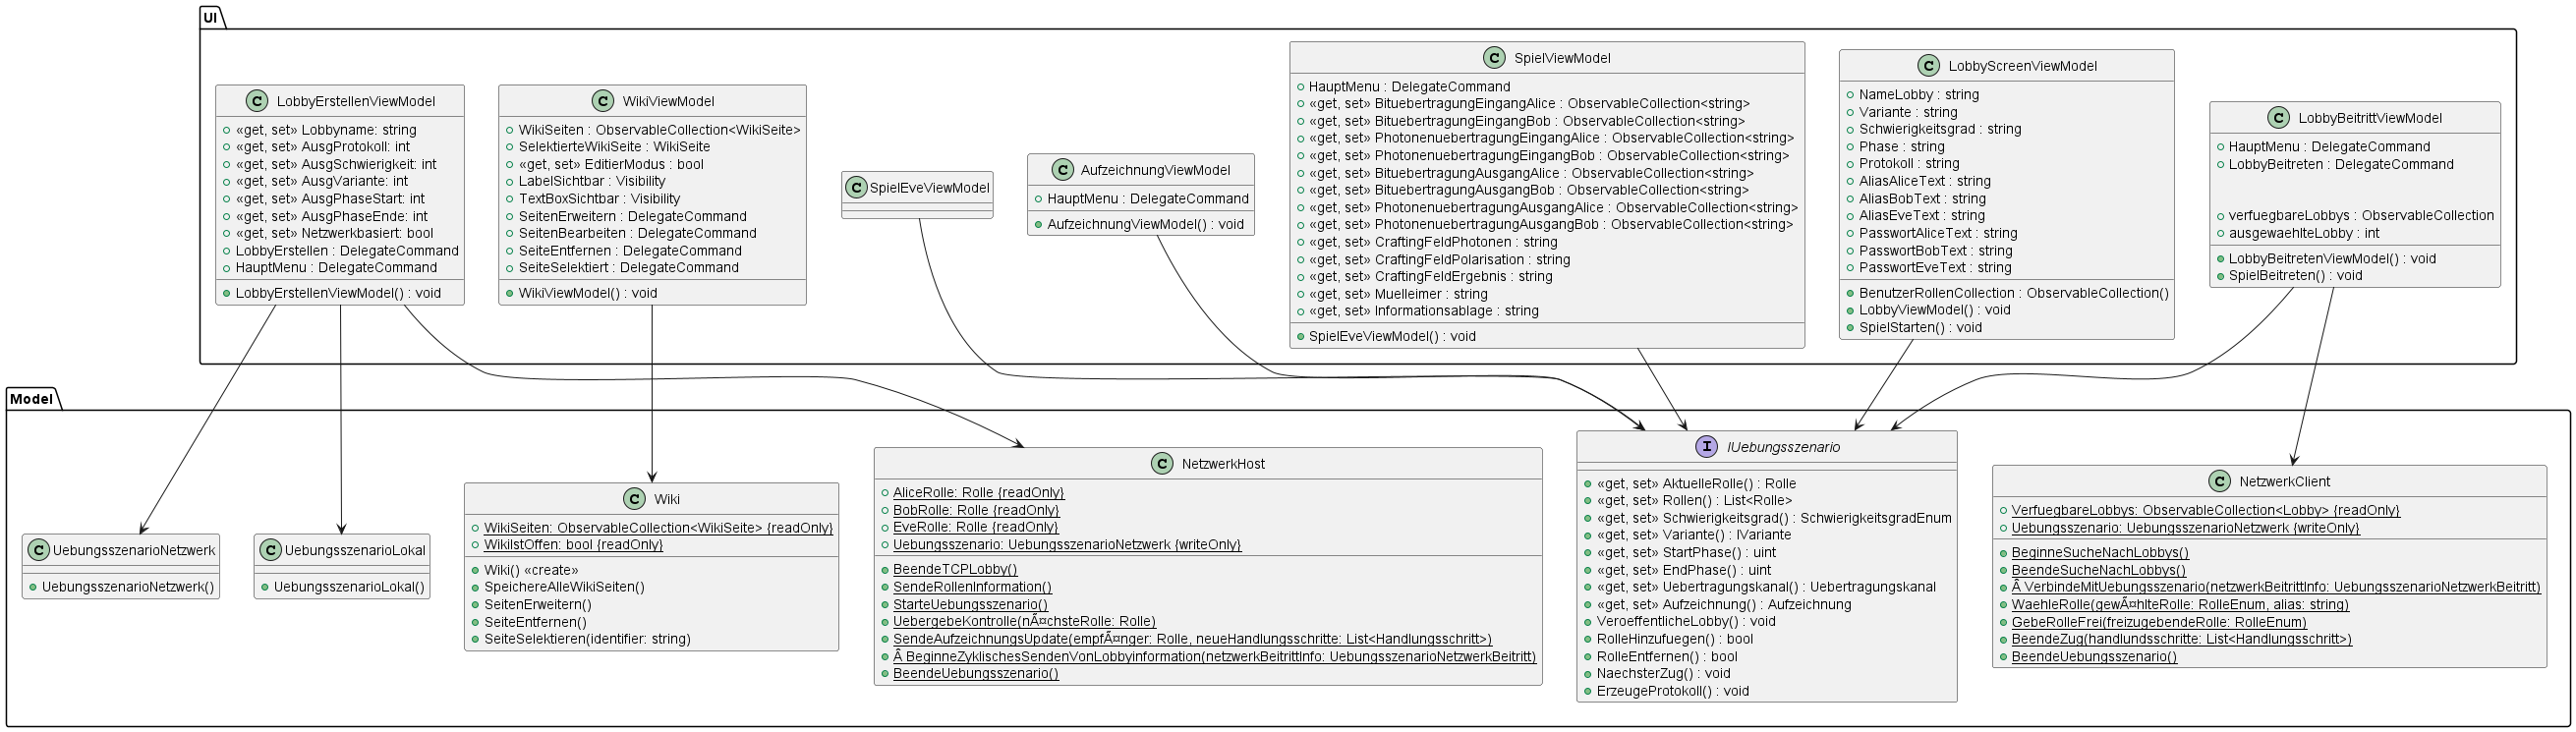 UI
LobbyErstellenViewModel
«get, set» Lobbyname: string
«get, set» AusgProtokoll: int
«get, set» AusgSchwierigkeit: int
«get, set» AusgVariante: int
«get, set» AusgPhaseStart: int
«get, set» AusgPhaseEnde: int
«get, set» Netzwerkbasiert: bool
LobbyErstellen : DelegateCommand
HauptMenu : DelegateCommand
LobbyErstellenViewModel() : void
WikiViewModel
WikiSeiten : ObservableCollection<WikiSeite>
SelektierteWikiSeite : WikiSeite
«get, set» EditierModus : bool
LabelSichtbar : Visibility
TextBoxSichtbar : Visibility
SeitenErweitern : DelegateCommand
SeitenBearbeiten : DelegateCommand
SeiteEntfernen : DelegateCommand
SeiteSelektiert : DelegateCommand
WikiViewModel() : void
SpielEveViewModel
AufzeichnungViewModel
HauptMenu : DelegateCommand
AufzeichnungViewModel() : void
SpielViewModel
HauptMenu : DelegateCommand
«get, set» BituebertragungEingangAlice : ObservableCollection<string>
«get, set» BituebertragungEingangBob : ObservableCollection<string>
«get, set» PhotonenuebertragungEingangAlice : ObservableCollection<string>
«get, set» PhotonenuebertragungEingangBob : ObservableCollection<string>
«get, set» BituebertragungAusgangAlice : ObservableCollection<string>
«get, set» BituebertragungAusgangBob : ObservableCollection<string>
«get, set» PhotonenuebertragungAusgangAlice : ObservableCollection<string>
«get, set» PhotonenuebertragungAusgangBob : ObservableCollection<string>
«get, set» CraftingFeldPhotonen : string
«get, set» CraftingFeldPolarisation : string
«get, set» CraftingFeldErgebnis : string
«get, set» Muelleimer : string
«get, set» Informationsablage : string
SpielEveViewModel() : void
LobbyScreenViewModel
NameLobby : string
Variante : string
Schwierigkeitsgrad : string
Phase : string
Protokoll : string
AliasAliceText : string
AliasBobText : string
AliasEveText : string
PasswortAliceText : string
PasswortBobText : string
PasswortEveText : string
BenutzerRollenCollection : ObservableCollection()
LobbyViewModel() : void
SpielStarten() : void
LobbyBeitrittViewModel
HauptMenu : DelegateCommand
LobbyBeitreten : DelegateCommand
verfuegbareLobbys : ObservableCollection
ausgewaehlteLobby : int
LobbyBeitretenViewModel() : void
SpielBeitreten() : void
Model
UebungsszenarioNetzwerk
UebungsszenarioNetzwerk()
UebungsszenarioLokal
UebungsszenarioLokal()
Wiki
WikiSeiten: ObservableCollection<WikiSeite> {readOnly}
WikiIstOffen: bool {readOnly}
Wiki() «create»
SpeichereAlleWikiSeiten()
SeitenErweitern()
SeiteEntfernen()
SeiteSelektieren(identifier: string)
NetzwerkHost
AliceRolle: Rolle {readOnly}
BobRolle: Rolle {readOnly}
EveRolle: Rolle {readOnly}
Uebungsszenario: UebungsszenarioNetzwerk {writeOnly}
BeendeTCPLobby()
SendeRollenInformation()
StarteUebungsszenario()
UebergebeKontrolle(nÃ¤chsteRolle: Rolle)
SendeAufzeichnungsUpdate(empfÃ¤nger: Rolle, neueHandlungsschritte: List<Handlungsschritt>)
Â BeginneZyklischesSendenVonLobbyinformation(netzwerkBeitrittInfo: UebungsszenarioNetzwerkBeitritt)
BeendeUebungsszenario()
IUebungsszenario
«get, set» AktuelleRolle() : Rolle
«get, set» Rollen() : List<Rolle>
«get, set» Schwierigkeitsgrad() : SchwierigkeitsgradEnum
«get, set» Variante() : IVariante
«get, set» StartPhase() : uint
«get, set» EndPhase() : uint
«get, set» Uebertragungskanal() : Uebertragungskanal
«get, set» Aufzeichnung() : Aufzeichnung
VeroeffentlicheLobby() : void
RolleHinzufuegen() : bool
RolleEntfernen() : bool
NaechsterZug() : void
ErzeugeProtokoll() : void
NetzwerkClient
VerfuegbareLobbys: ObservableCollection<Lobby> {readOnly}
Uebungsszenario: UebungsszenarioNetzwerk {writeOnly}
BeginneSucheNachLobbys()
BeendeSucheNachLobbys()
Â VerbindeMitUebungsszenario(netzwerkBeitrittInfo: UebungsszenarioNetzwerkBeitritt)
WaehleRolle(gewÃ¤hlteRolle: RolleEnum, alias: string)
GebeRolleFrei(freizugebendeRolle: RolleEnum)
BeendeZug(handlundsschritte: List<Handlungsschritt>)
BeendeUebungsszenario()